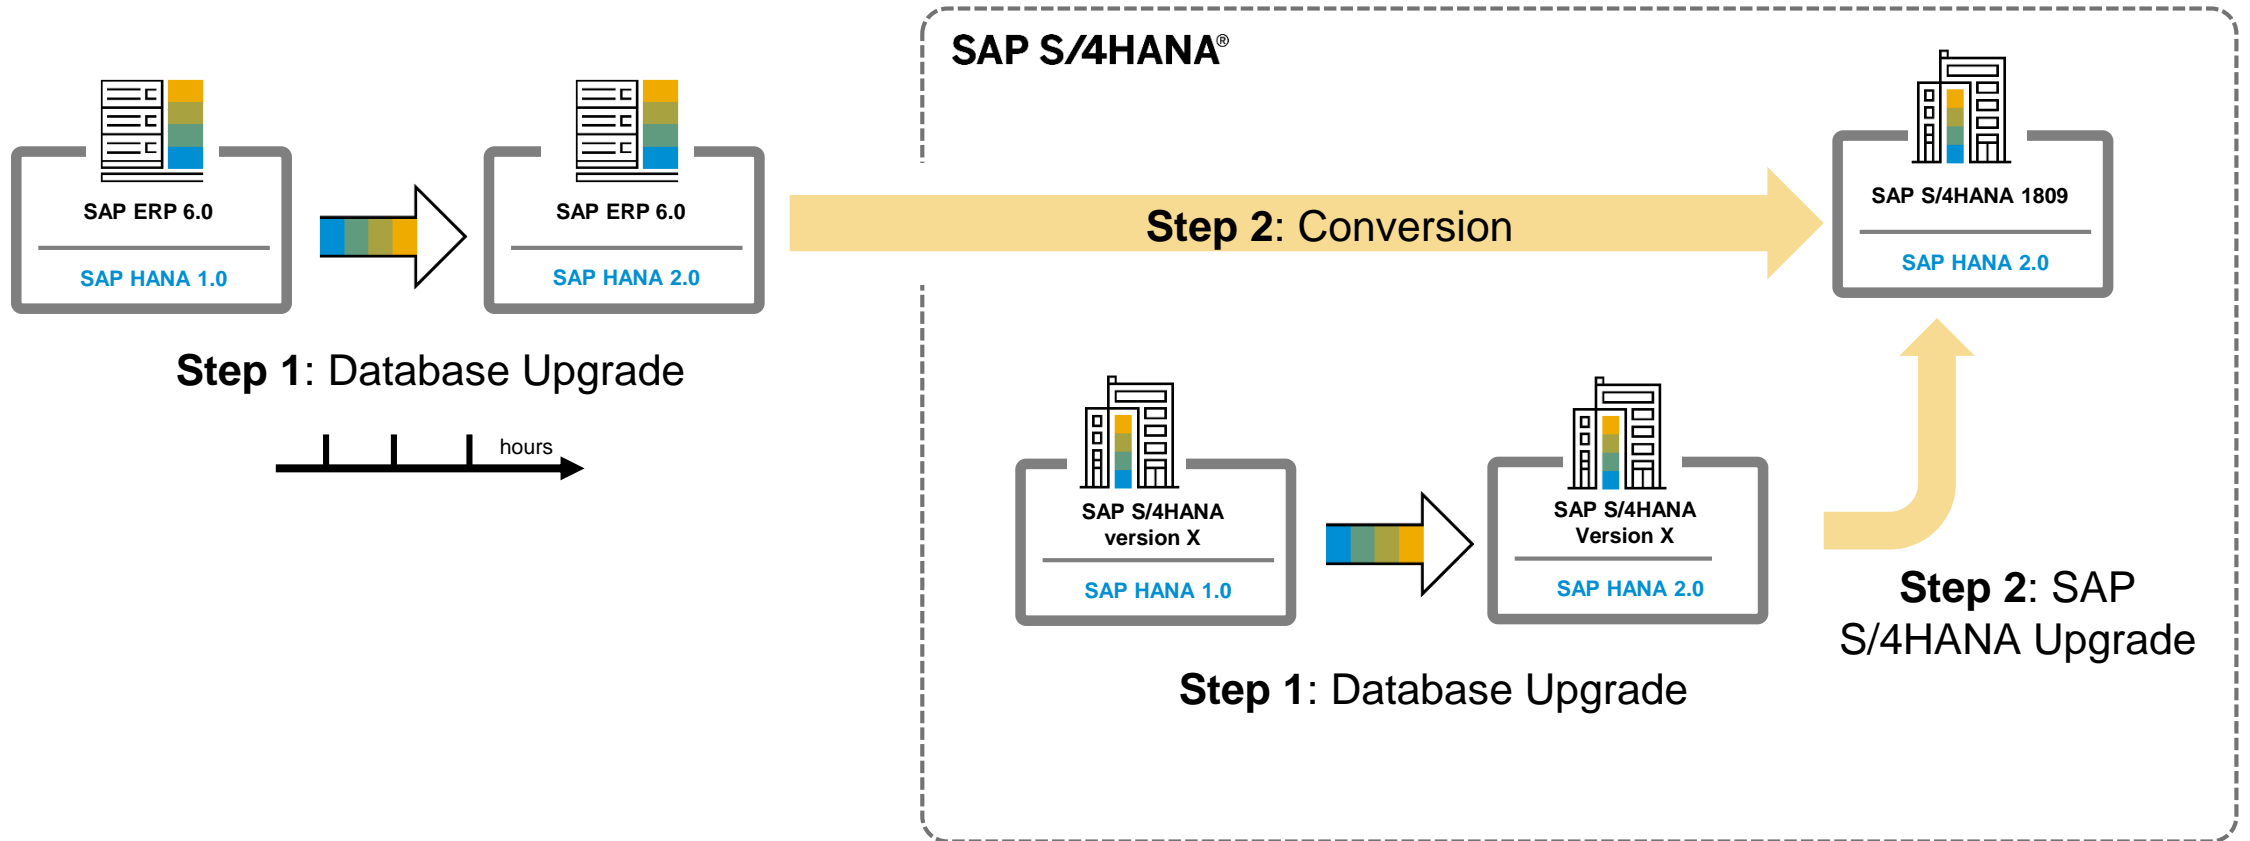 SAP S/4HANA®
SAP ERP 6.0
SAP HANA 1.0
SAP ERP 6.0
SAP HANA 2.0
Step 1: Database Upgrade
hours
Step 2: Conversion
SAP S/4HANA 1809
SAP HANA 2.0
SAP S/4HANA
version X
SAP HANA 1.0
SAP S/4HANA
Version X
SAP HANA 2.0
Step 1: Database Upgrade
Step 2: SAP
S/4HANA Upgrade